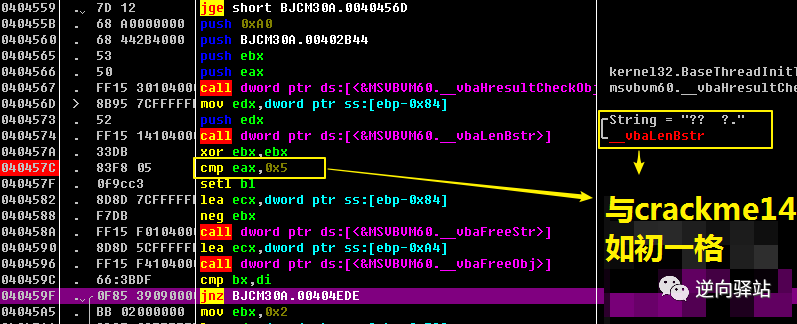 0404559 . 7D 12 jge short BJCM30A.0040456D
040455B . 68 A0000000 push 0xA0
0404560 . 68 442B4000 push BJCM30A.00402B44
0404565 . 53 push ebx
0404566 . 50 push eax
0404567 . FF15 30104000 call dword ptr ds:[<&MSVBVM60.__vbaHresultCheckObj
040456D > 8B95 7CFFFFFF mov edx,dword ptr ss:[ebp-0x84]
0404573 . 52 push edx
0404574 . FF15 14104000 call dword ptr ds:[<&MSVBVM60.__vbaLenBstr>]
040457A . 33DB xor ebx,ebx
040457C . 83F8 05 cmp eax,0x5
040457F . 0f9cc3 setl bl
0404582 . 8D8D 7CFFFFFF lea ecx,dword ptr ss:[ebp-0x84]
0404588 . F7DB neg ebx
040458A . FF15 F0104000 call dword ptr ds:[<&MSVBVM60.__vbaFreeStr>]
0404590 . 8D8D 5CFFFFFF lea ecx,dword ptr ss:[ebp-0xA4]
0404596 . FF15 F4104000 call dword ptr ds:[<&MSVBVM60.__vbaFreeObj>]
040459C . 66:3BDF cmp bx,di
040459F . 0F85 39090000 jnz BJCM30A.00404EDE
04045A5 . BB 02000000 mov ebx,0x2
kernel32.BaseThreadInitT
msvbvm60.__vbaHresultChec
String = "??  ?."
__vbaLenBstr
与crackme14
如初一格
逆向驿站